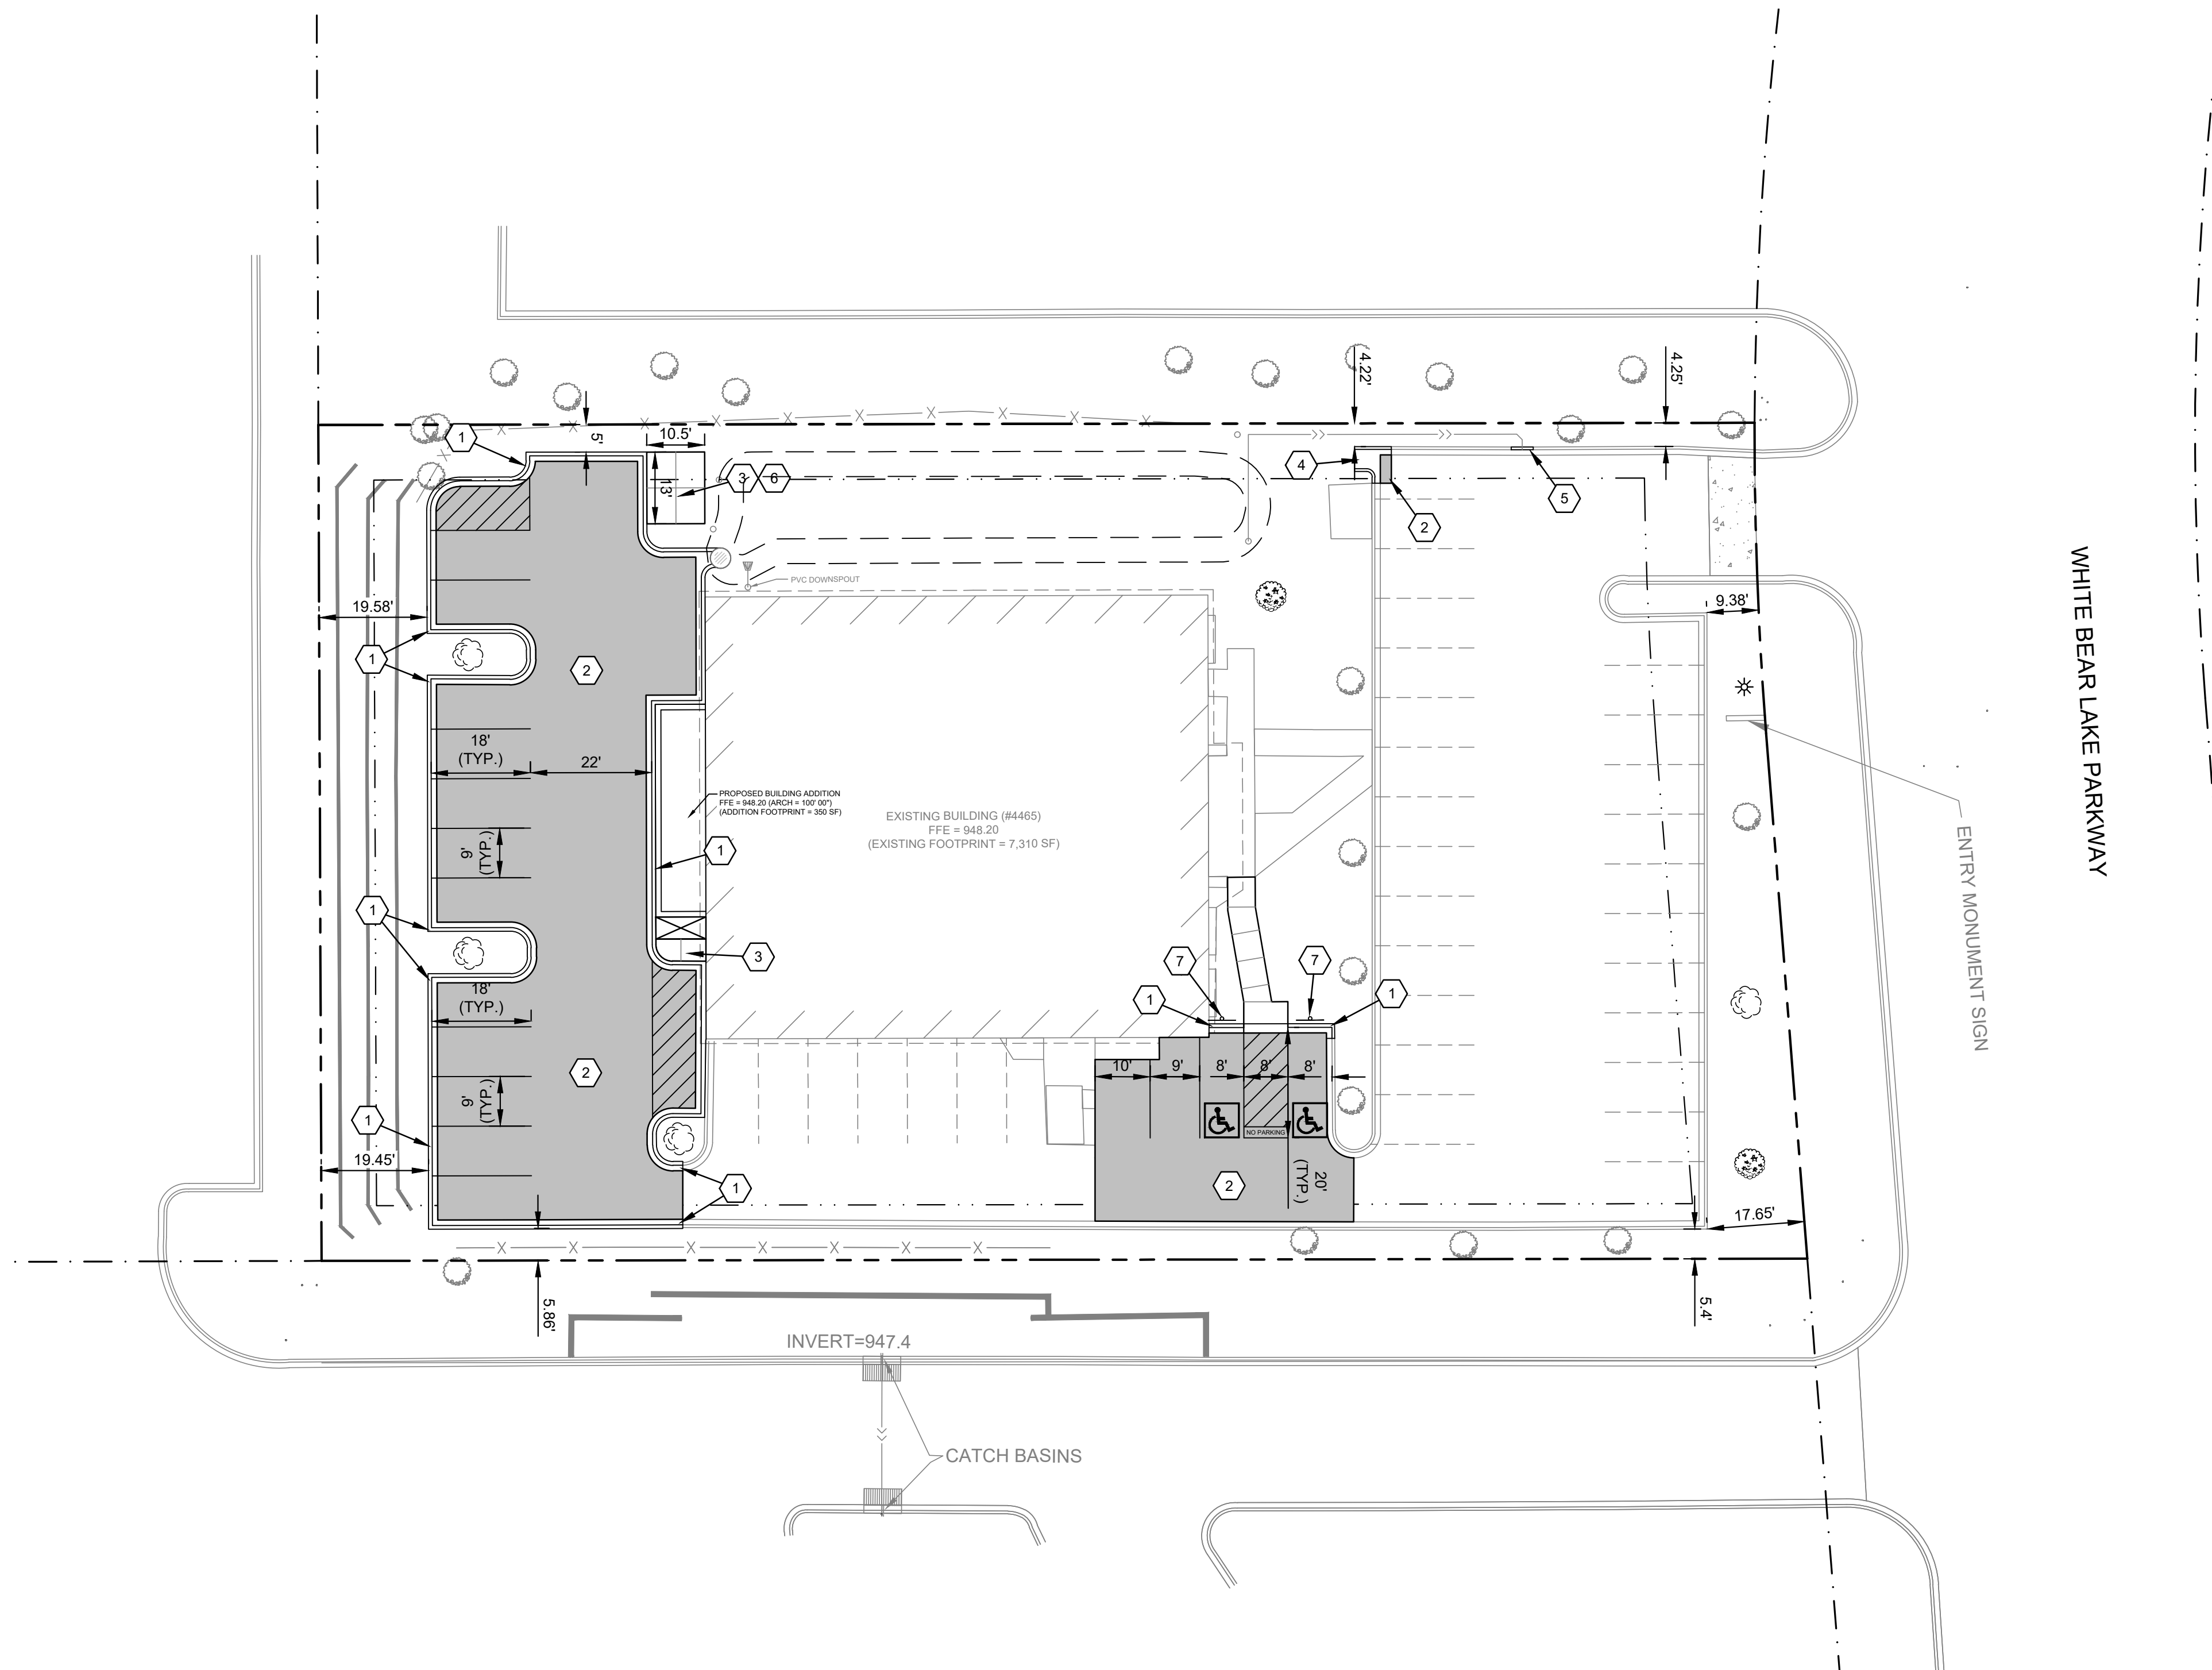 4.22'
4.25'
5'
10.5'
1
13'
3
6
4
5
2
PVC DOWNSPOUT
19.58'
9.38'
1
2
WHITE BEAR LAKE PARKWAY
18'
(TYP.)
22'
PROPOSED BUILDING ADDITION
FFE = 948.20 (ARCH = 100' 00")
(ADDITION FOOTPRINT = 350 SF)
EXISTING BUILDING (#4465)
FFE = 948.20
(EXISTING FOOTPRINT = 7,310 SF)
9'
(TYP.)
1
ENTRY MONUMENT SIGN
1
3
7
7
1
1
18'
(TYP.)
2
9'
(TYP.)
10'
9'
8'
8'
8'
1
NO PARKING
19.45'
1
20'
(TYP.)
2
17.65'
5.86'
5.4'
INVERT=947.4
CATCH BASINS